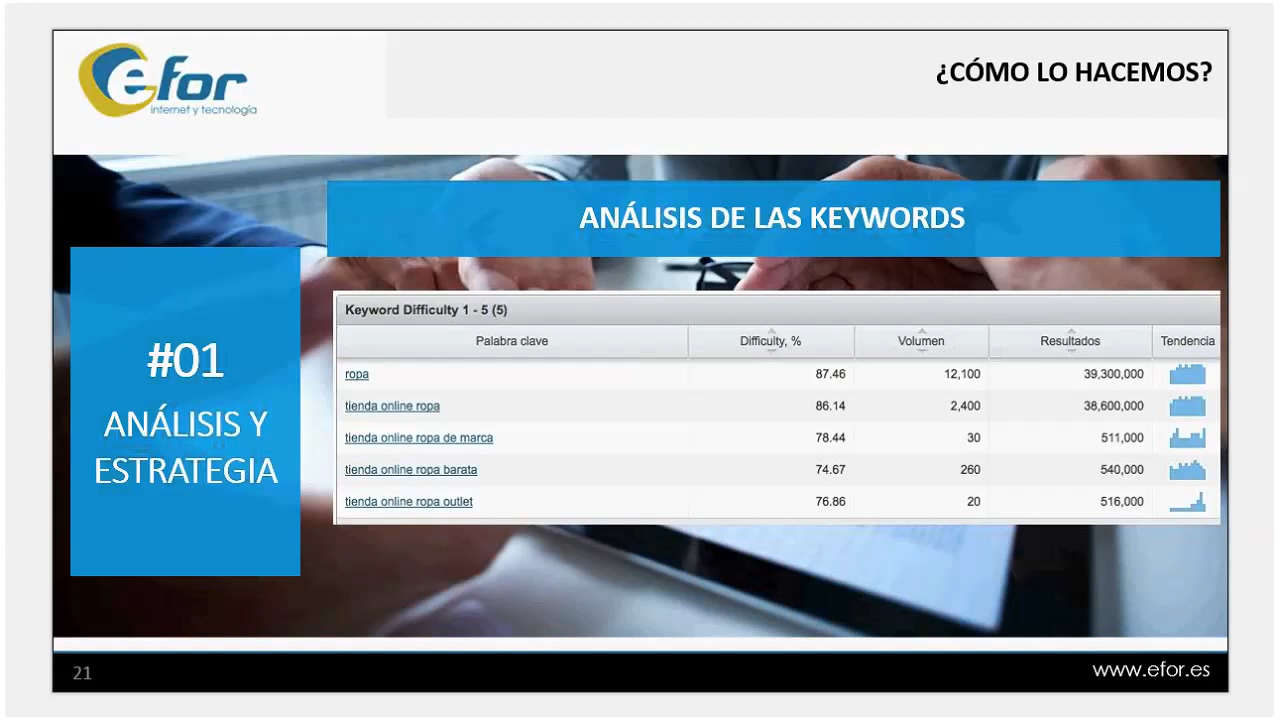 efor
internet y tecnología
¿CÓMO LO HACEMOS?
ANÁLISIS DE LAS KEYWORDS
#01
ANÁLISIS Y
ESTRATEGIA
Keyword Difficulty 1 - 5 (5)
Palabra clave Difficulty, % Volumen Resultados Tendencia
ropa 87.46 12,100 39,300,000
tienda online ropa 86.14 2,400 38,600,000
tienda online ropa de marca 78.44 30 511,000
tienda online ropa barata 74.67 260 540,000
tienda online ropa outlet 76.86 20 516,000
21
www.efor.es